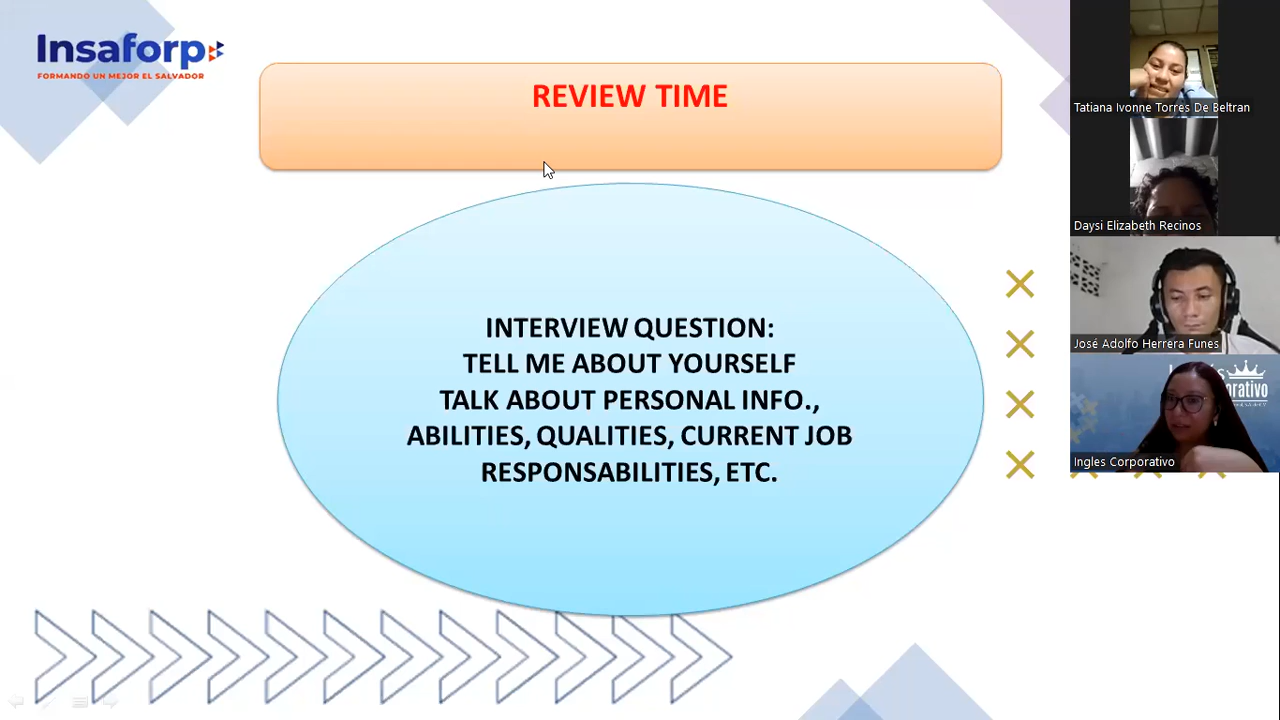 Insaforp
FORMANDO UN MEJOR EL SALVADOR
REVIEW TIME
INTERVIEW QUESTION:
TELL ME ABOUT YOURSELF
TALK ABOUT PERSONAL INFO.,
ABILITIES, QUALITIES, CURRENT JOB
RESPONSABILITIES, ETC.
Tatiana Ivonne Torres De Beltran
Daysi Elizabeth Recinos
José Adolfo Herrera Funes
Ingles Corporativo